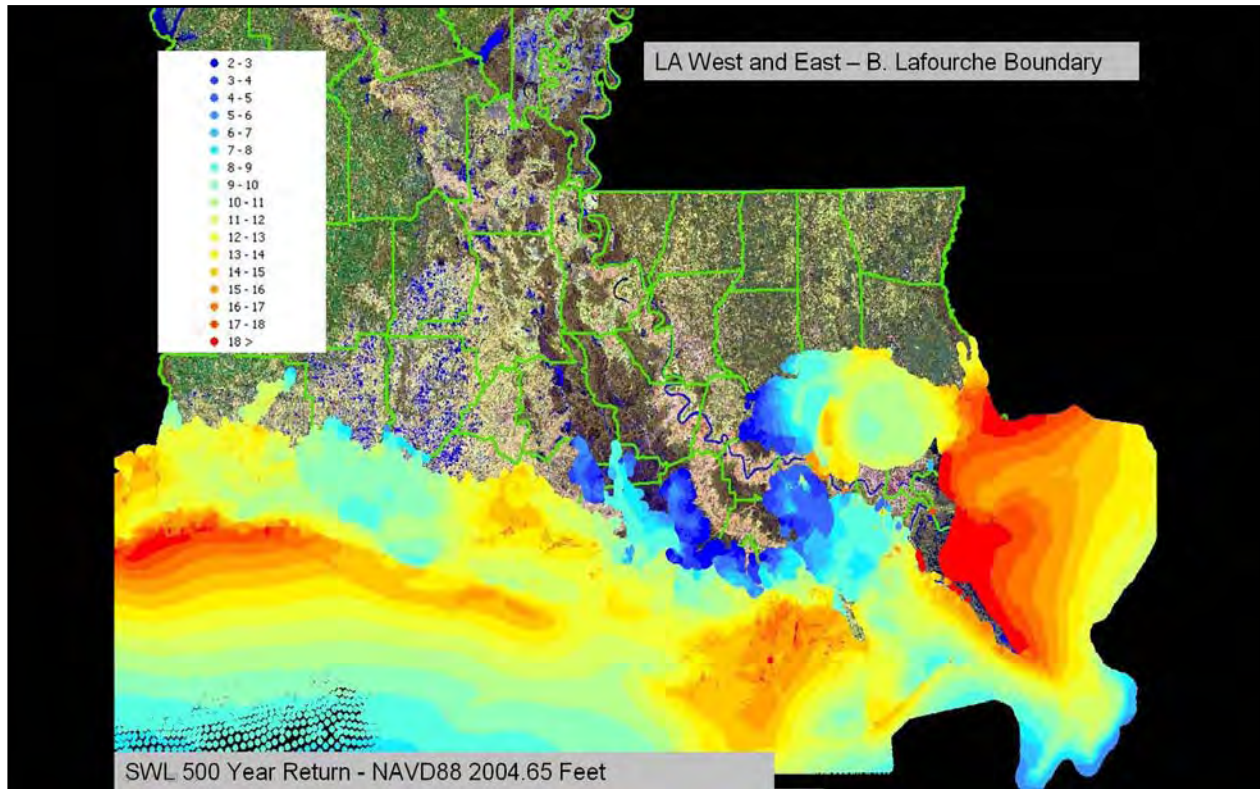 LA West and East – B. Lafourche Boundary
2 - 3
3 - 4
4 - 5
5 - 6
6 - 7
7 - 8
8 - 9
9 - 10
10 - 11
11 - 12
12 - 13
13 - 14
14 - 15
15 - 16
16 - 17
17 - 18
18 >
SWL 500 Year Return - NAVD88 2004.65 Feet